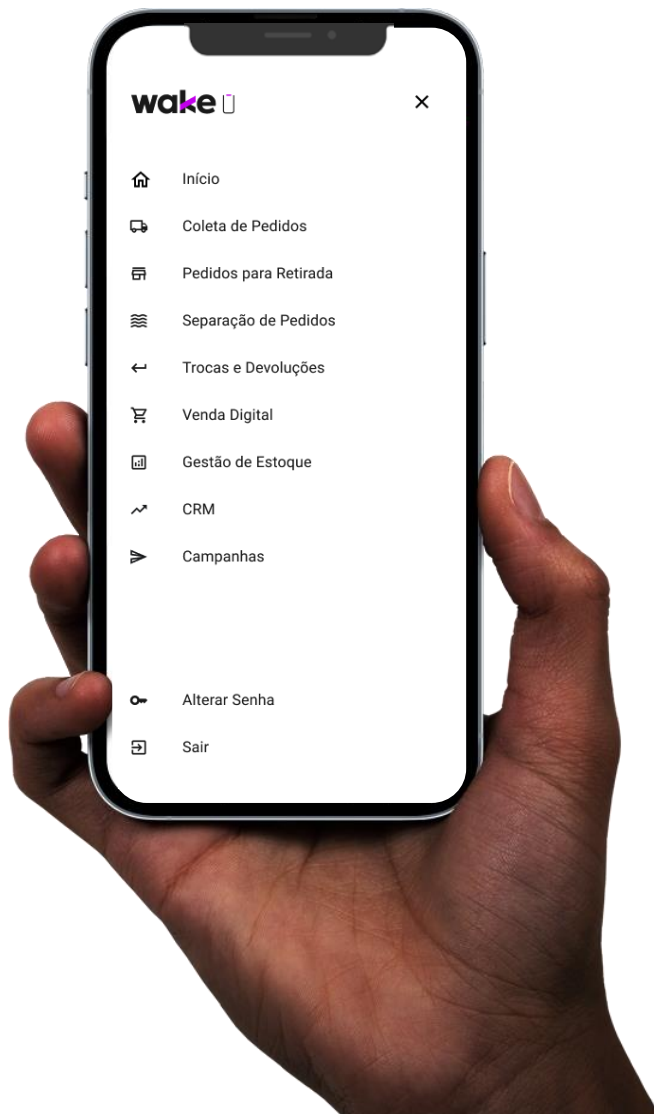 wake
Início
Coleta de Pedidos
Pedidos para Retirada
Separação de Pedidos
Trocas e Devoluções
Venda Digital
Gestão de Estoque
CRM
Campanhas
Alterar Senha
Sair